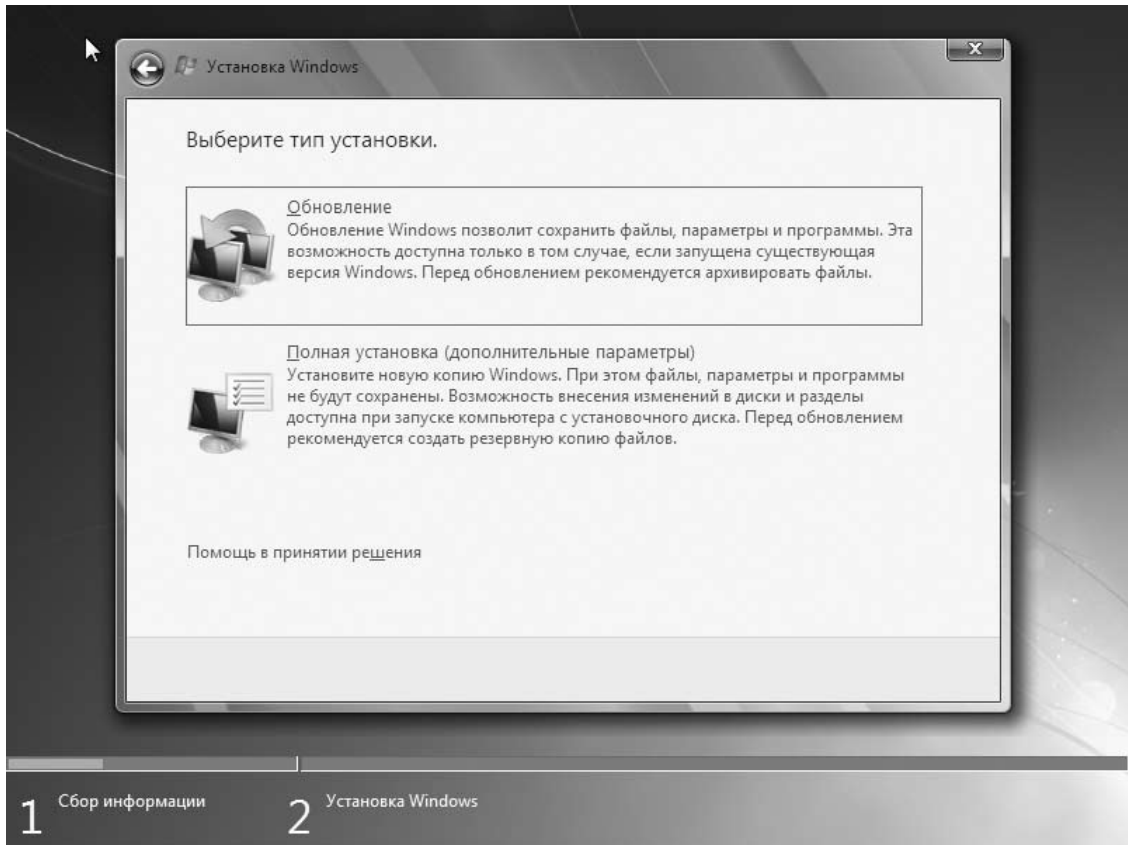 Установка Windows
Выберите тип установки.
Обновление
Обновление Windows позволит сохранить файлы, параметры и программы. Эта
возможность доступна только в том случае, если запущена существующая
версия Windows. Перед обновлением рекомендуется архивировать файлы.
Полная установка (дополнительные параметры)
Установите новую копию Windows. При этом файлы, параметры и программы
не будут сохранены. Возможность внесения изменений в диски и разделы
доступна при запуске компьютера с установочного диска. Перед обновлением
рекомендуется создать резервную копию файлов.
Помощь в принятии решения
1 Сбор информации
2 Установка Windows